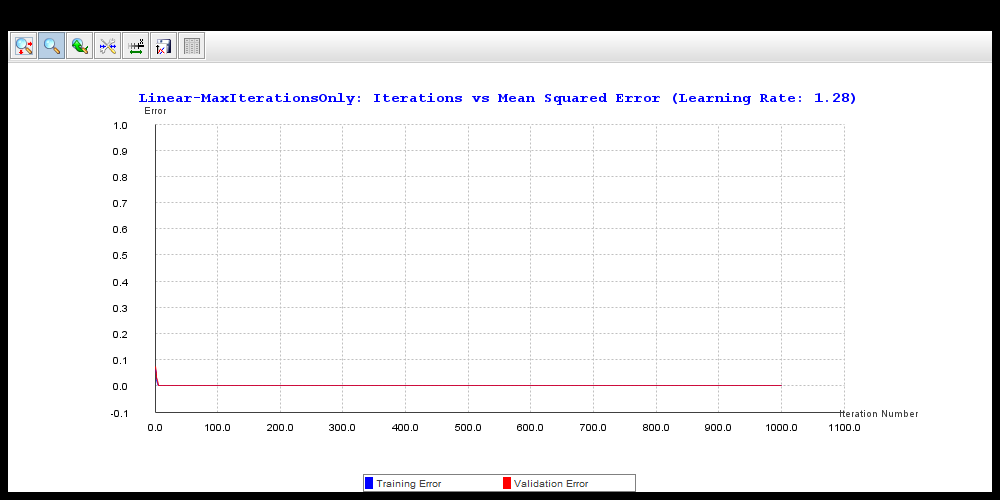 Linear-MaxIterationsOnly: Iterations vs Mean Squared Error (Learning Rate: 1.28)
Error
1.0
0.9
0.8
0.7
0.6
0.5
0.4
0.3
0.2
0.1
0.0
-0.1
Iteration Number
0.0 100.0 200.0 300.0 400.0 500.0 600.0 700.0 800.0 900.0 1000.0 1100.0
Training Error Validation Error